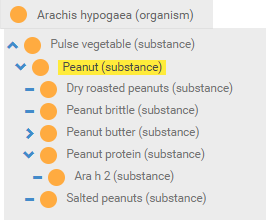 Arachis hypogaea (organism)
Pulse vegetable (substance)
Peanut (substance)
Dry roasted peanuts (substance)
Peanut brittle (substance)
Peanut butter (substance)
Peanut protein (substance)
Ara h 2 (substance)
Salted peanuts (substance)